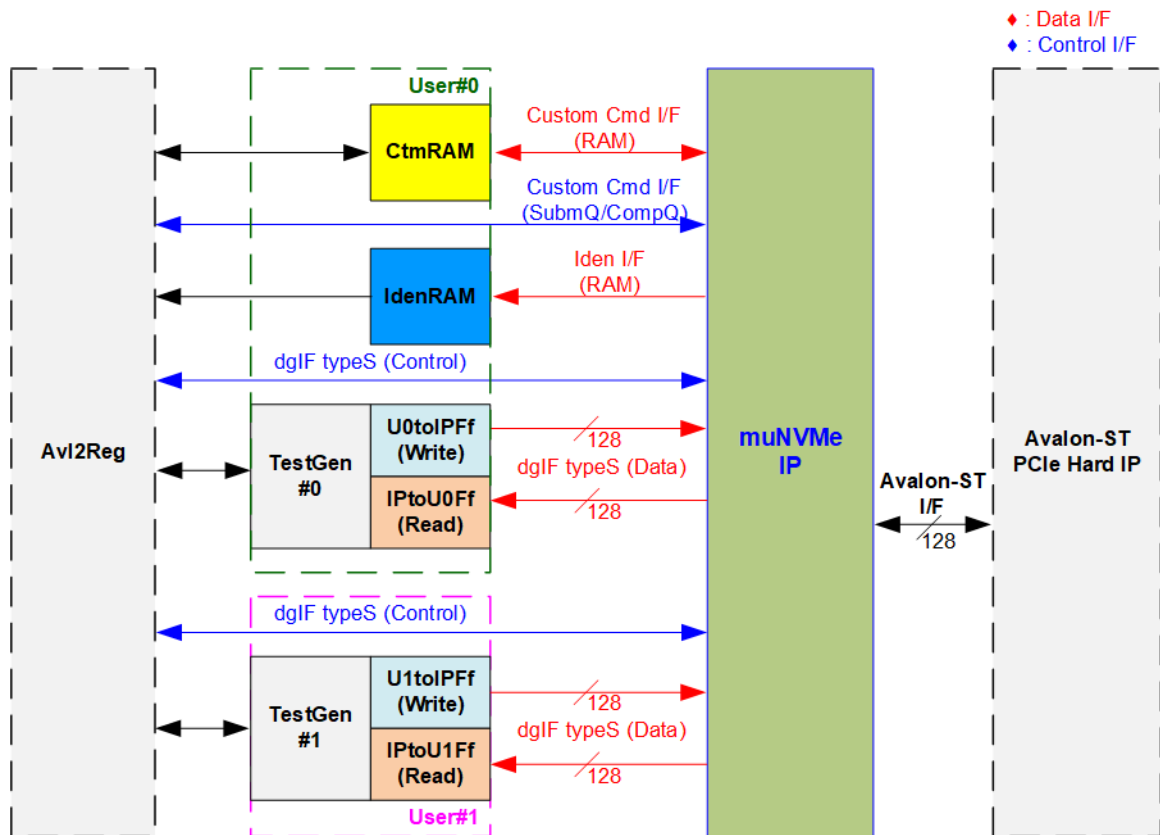 ♦ : Data I/F
♦ : Control I/F
User#0
CtmRAM
Custom Cmd I/F
(RAM)
Custom Cmd I/F
(SubmQ/CompQ)
IdenRAM
Iden I/F
(RAM)
dgIF typeS (Control)
Avl2Reg
TestGen
#0
U0toIPFf
(Write)
IPtoU0Ff
(Read)
128
dgIF typeS (Data)
128
muNVMe
IP
Avalon-ST
I/F
128
Avalon-ST
PCIe Hard IP
dgIF typeS (Control)
TestGen
#1
U1toIPFf
(Write)
IPtoU1Ff
(Read)
128
dgIF typeS (Data)
128
User#1